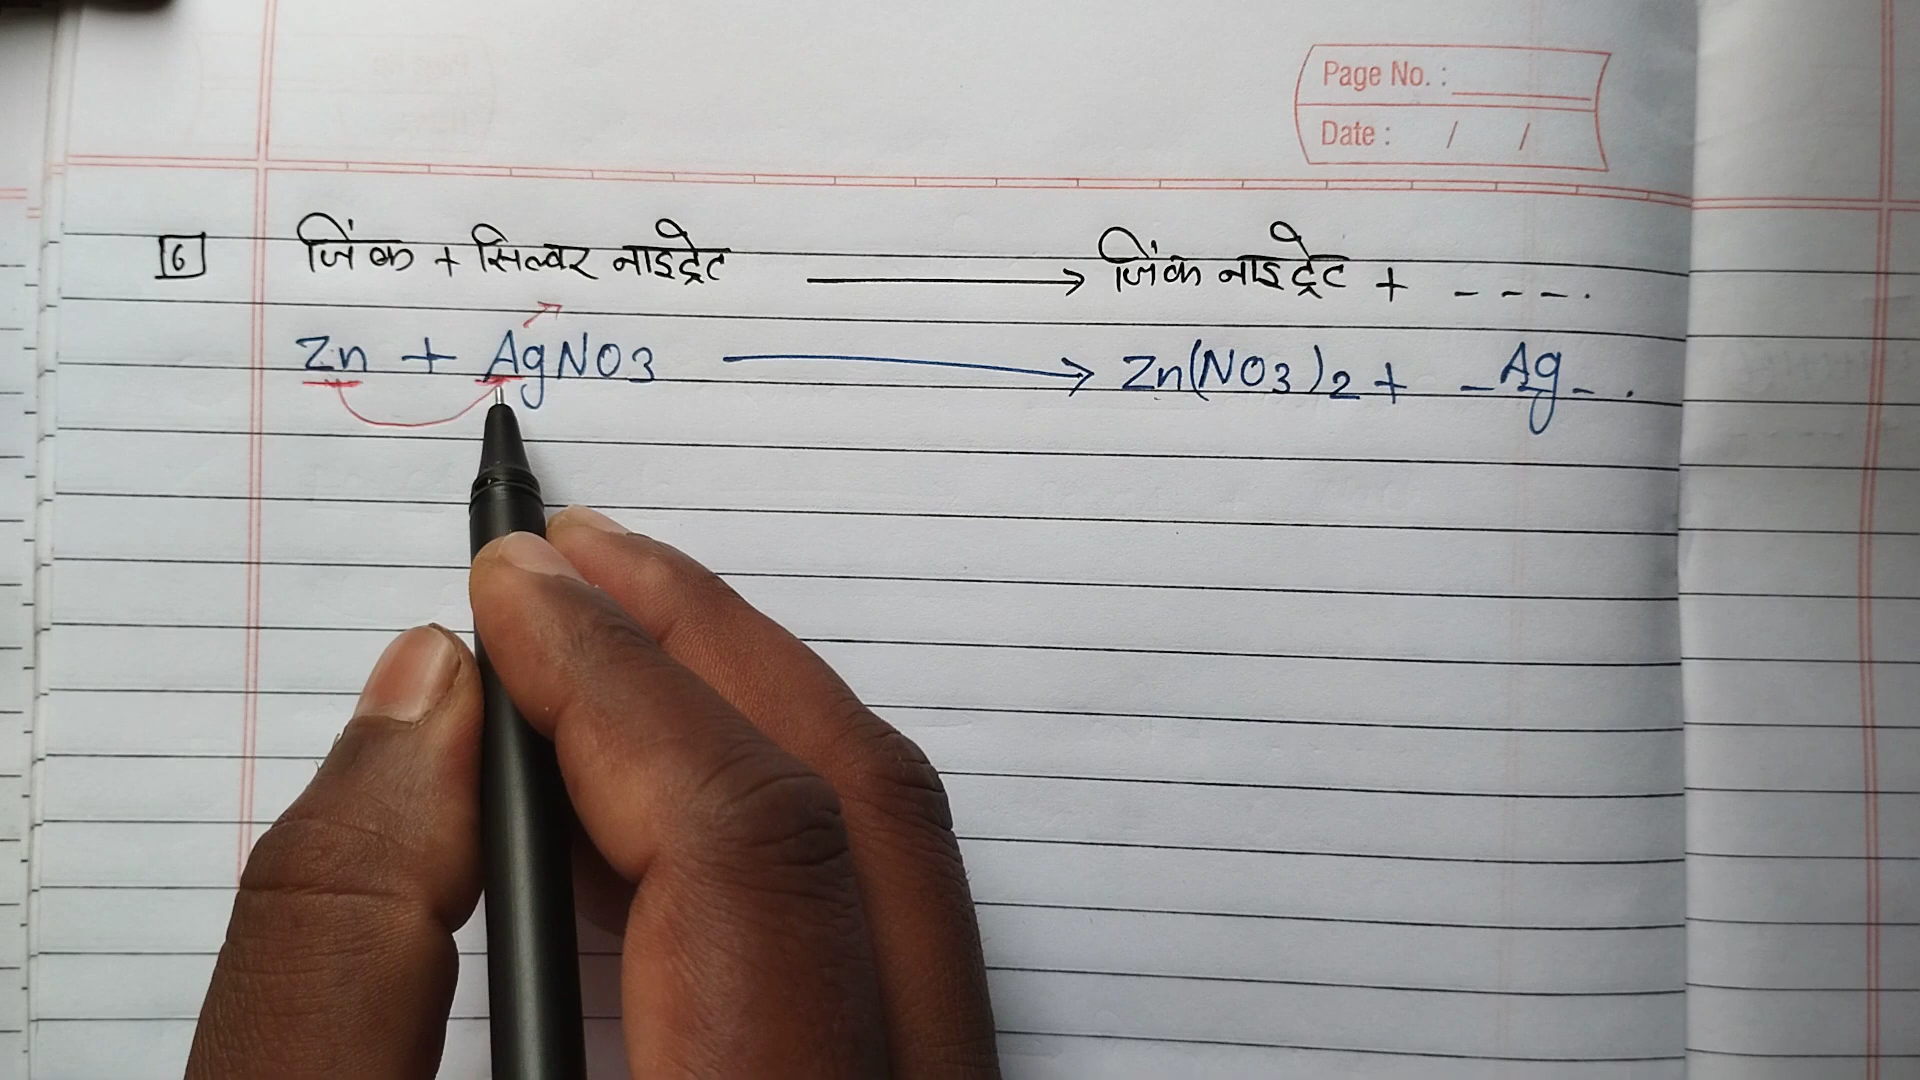 Page No. :
Date : / /
6 जिंक + सिल्वर नाइट्रेट → जिंक नाइट्रेट + ----.
Zn + AgNO3 → Zn(NO3)2 + -Ag-.